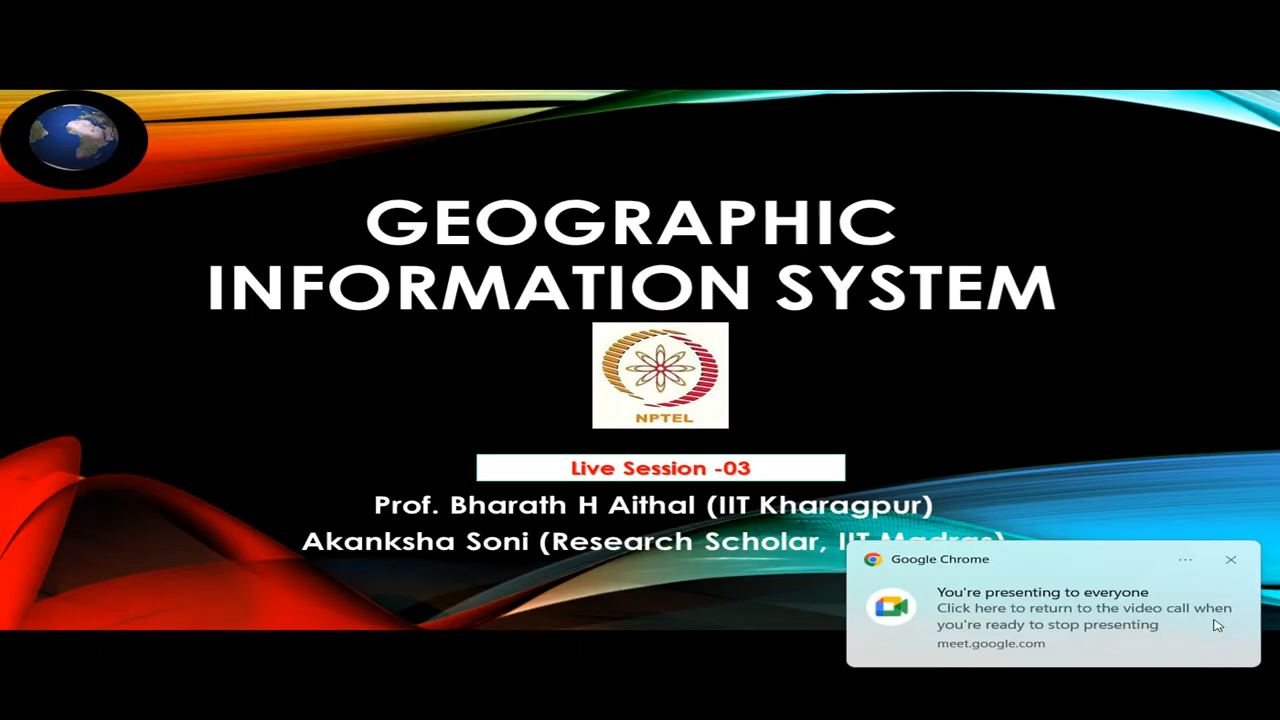 GEOGRAPHIC
INFORMATION SYSTEM
NPTEL
Live Session -03
Prof. Bharath H Aithal (IIT Kharagpur)
Akanksha Soni (Research Scholar, IIT Madras)
Google Chrome
You're presenting to everyone
Click here to return to the video call when
you're ready to stop presenting
meet.google.com